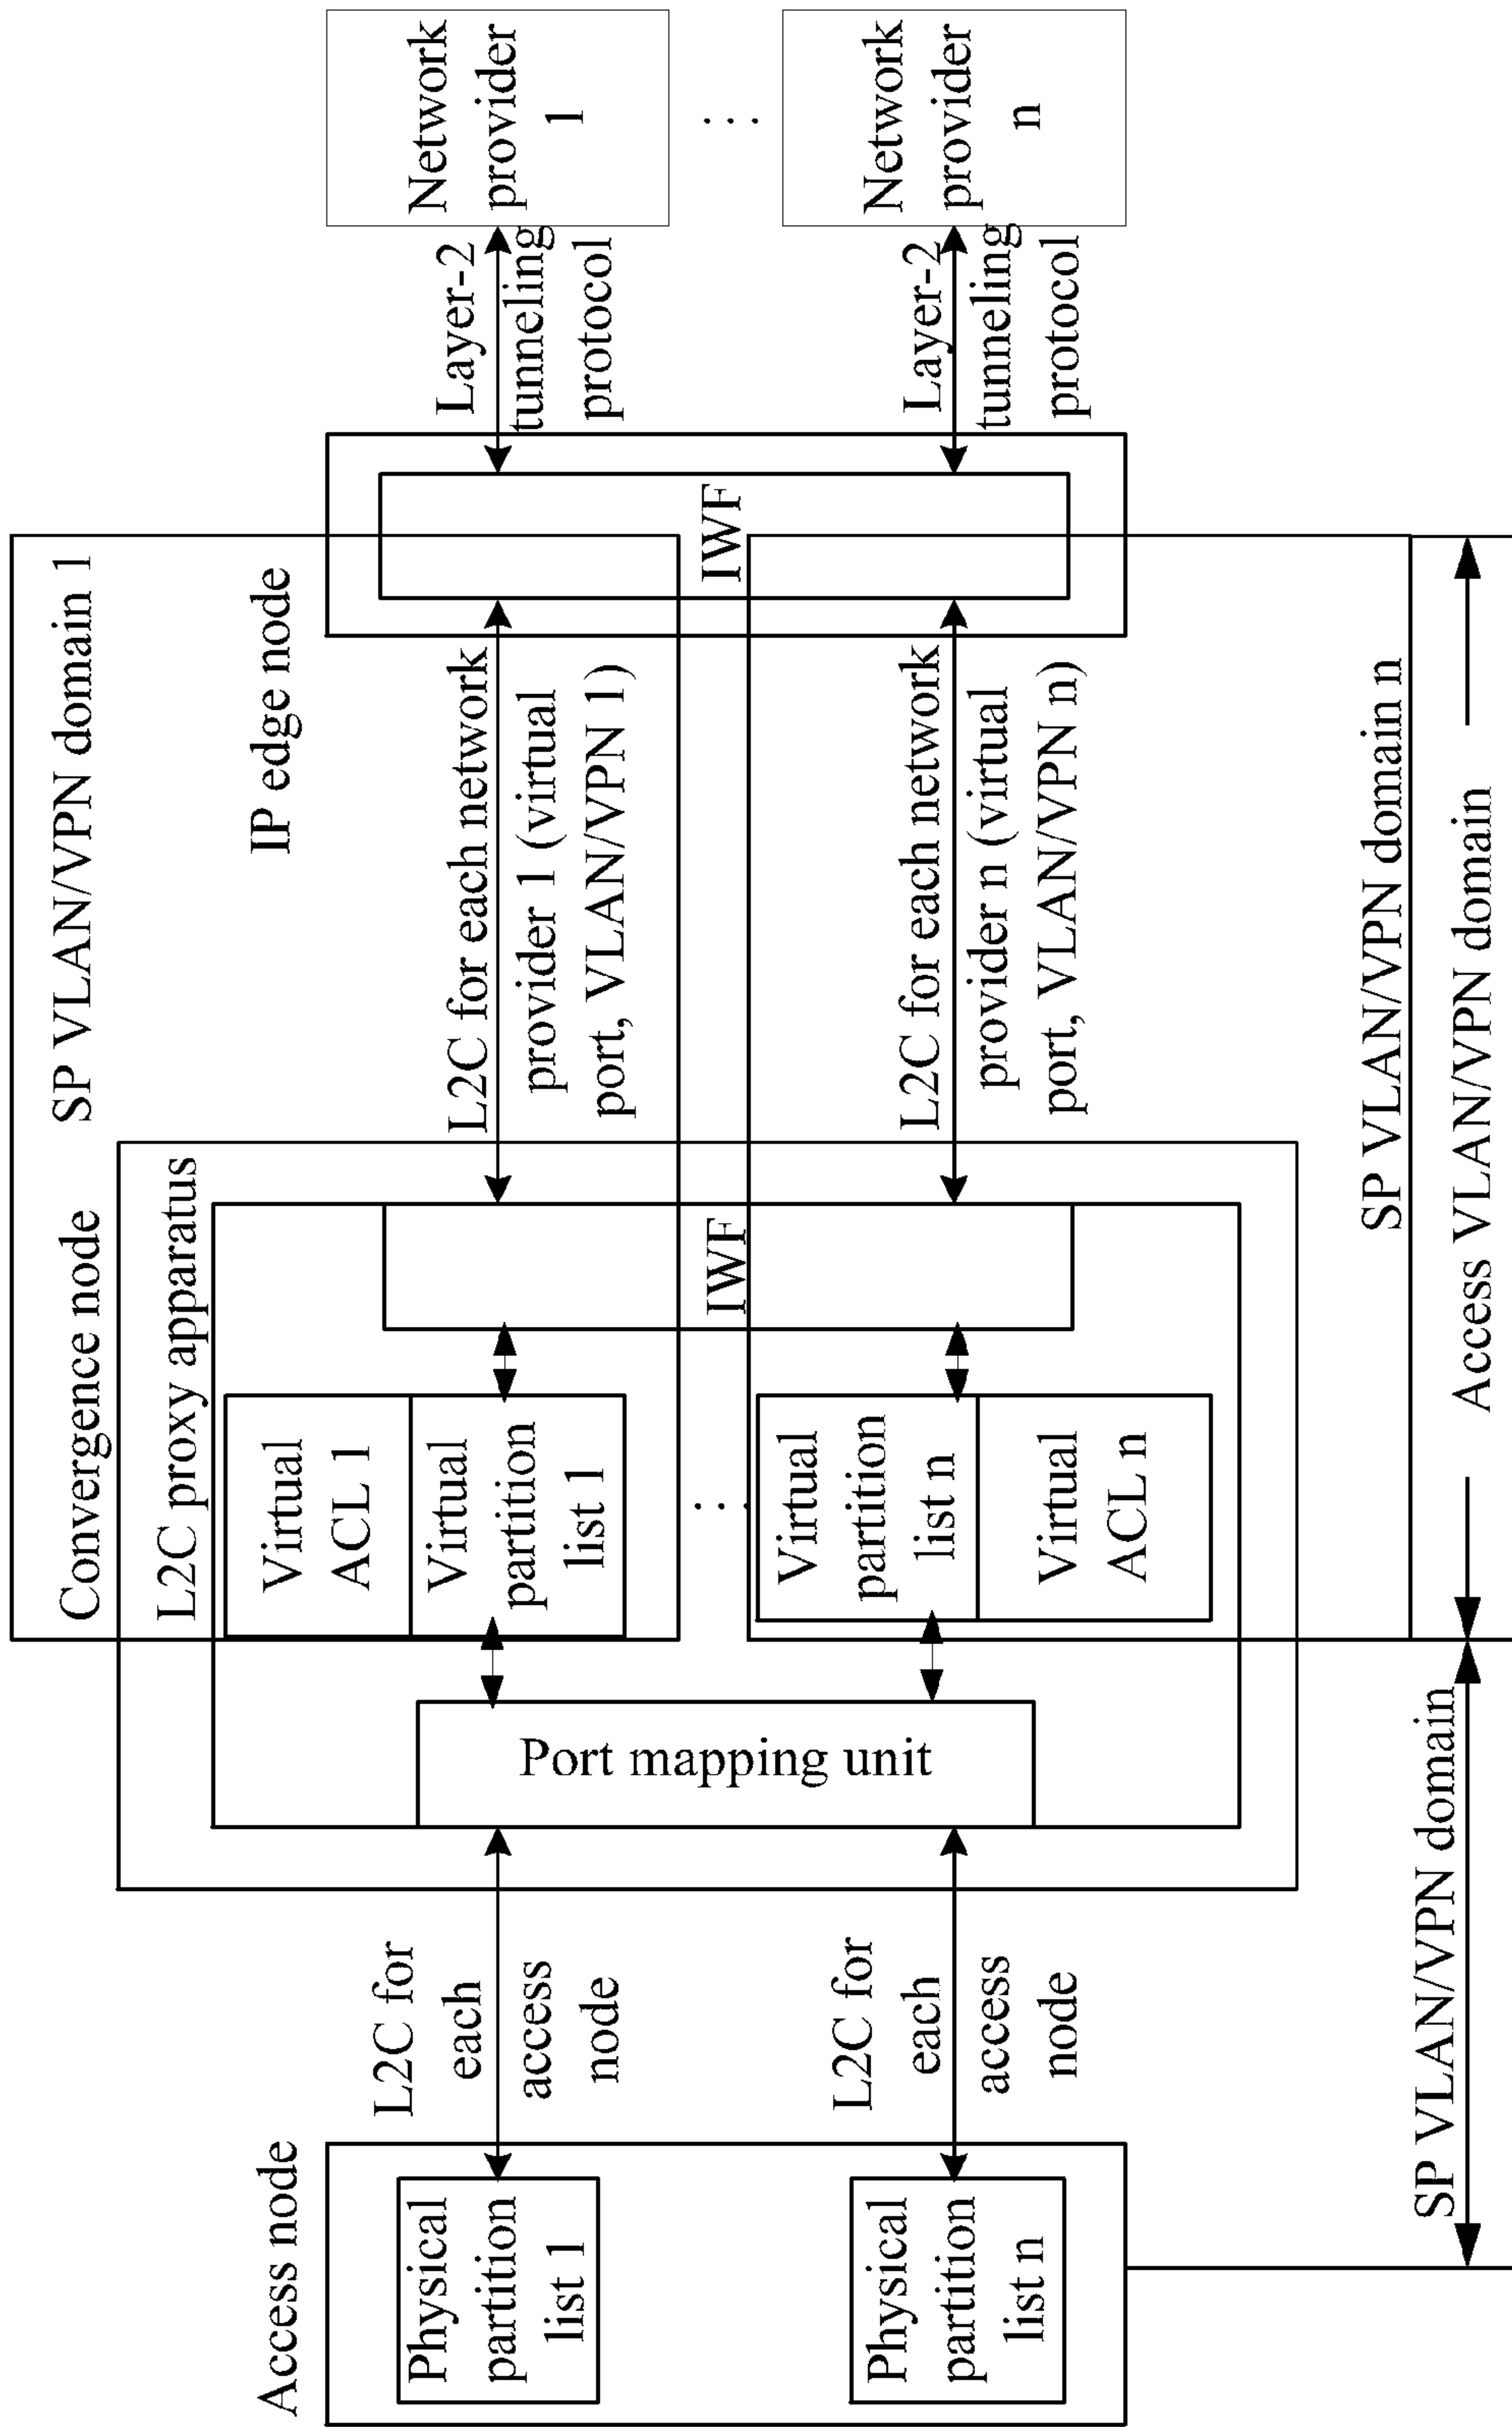 Access node
Physical
partition
list 1
Physical
partition
list n
L2C for
each
access
node
L2C for
each
access
node
Convergence node
L2C proxy apparatus
Port mapping unit
Virtual
ACL 1
Virtual
partition
list 1
...
Virtual
partition
list n
Virtual
ACL n
IWF
SP VLAN/VPN domain 1
L2C for each network
provider 1 (virtual
port, VLAN/VPN 1)
L2C for each network
provider n (virtual
port, VLAN/VPN n)
SP VLAN/VPN domain n
IP edge node
IWF
Layer-2
tunneling
protocol
Layer-2
tunneling
protocol
Network
provider
1
...
Network
provider
n
SP VLAN/VPN domain
Access VLAN/VPN domain